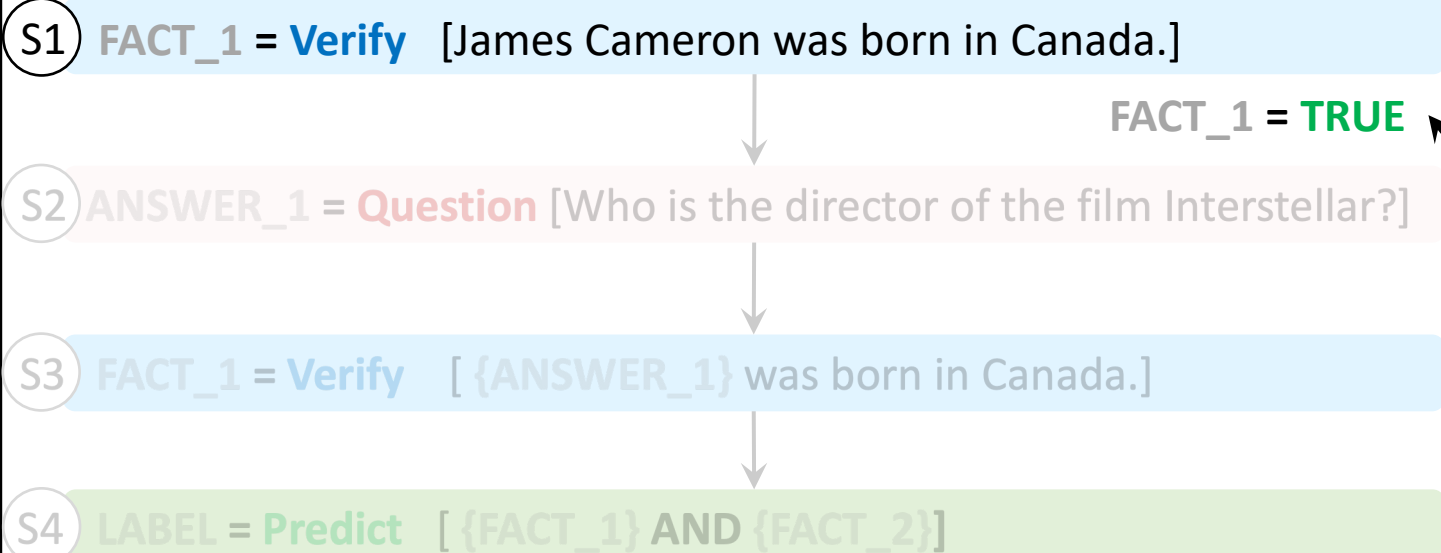 S1 FACT_1 = Verify [James Cameron was born in Canada.]
FACT_1 = TRUE
S2 ANSWER_1 = Question [Who is the director of the film Interstellar?]
S3 FACT_1 = Verify [ {ANSWER_1} was born in Canada.]
S4 LABEL = Predict [ {FACT_1} AND {FACT_2}]